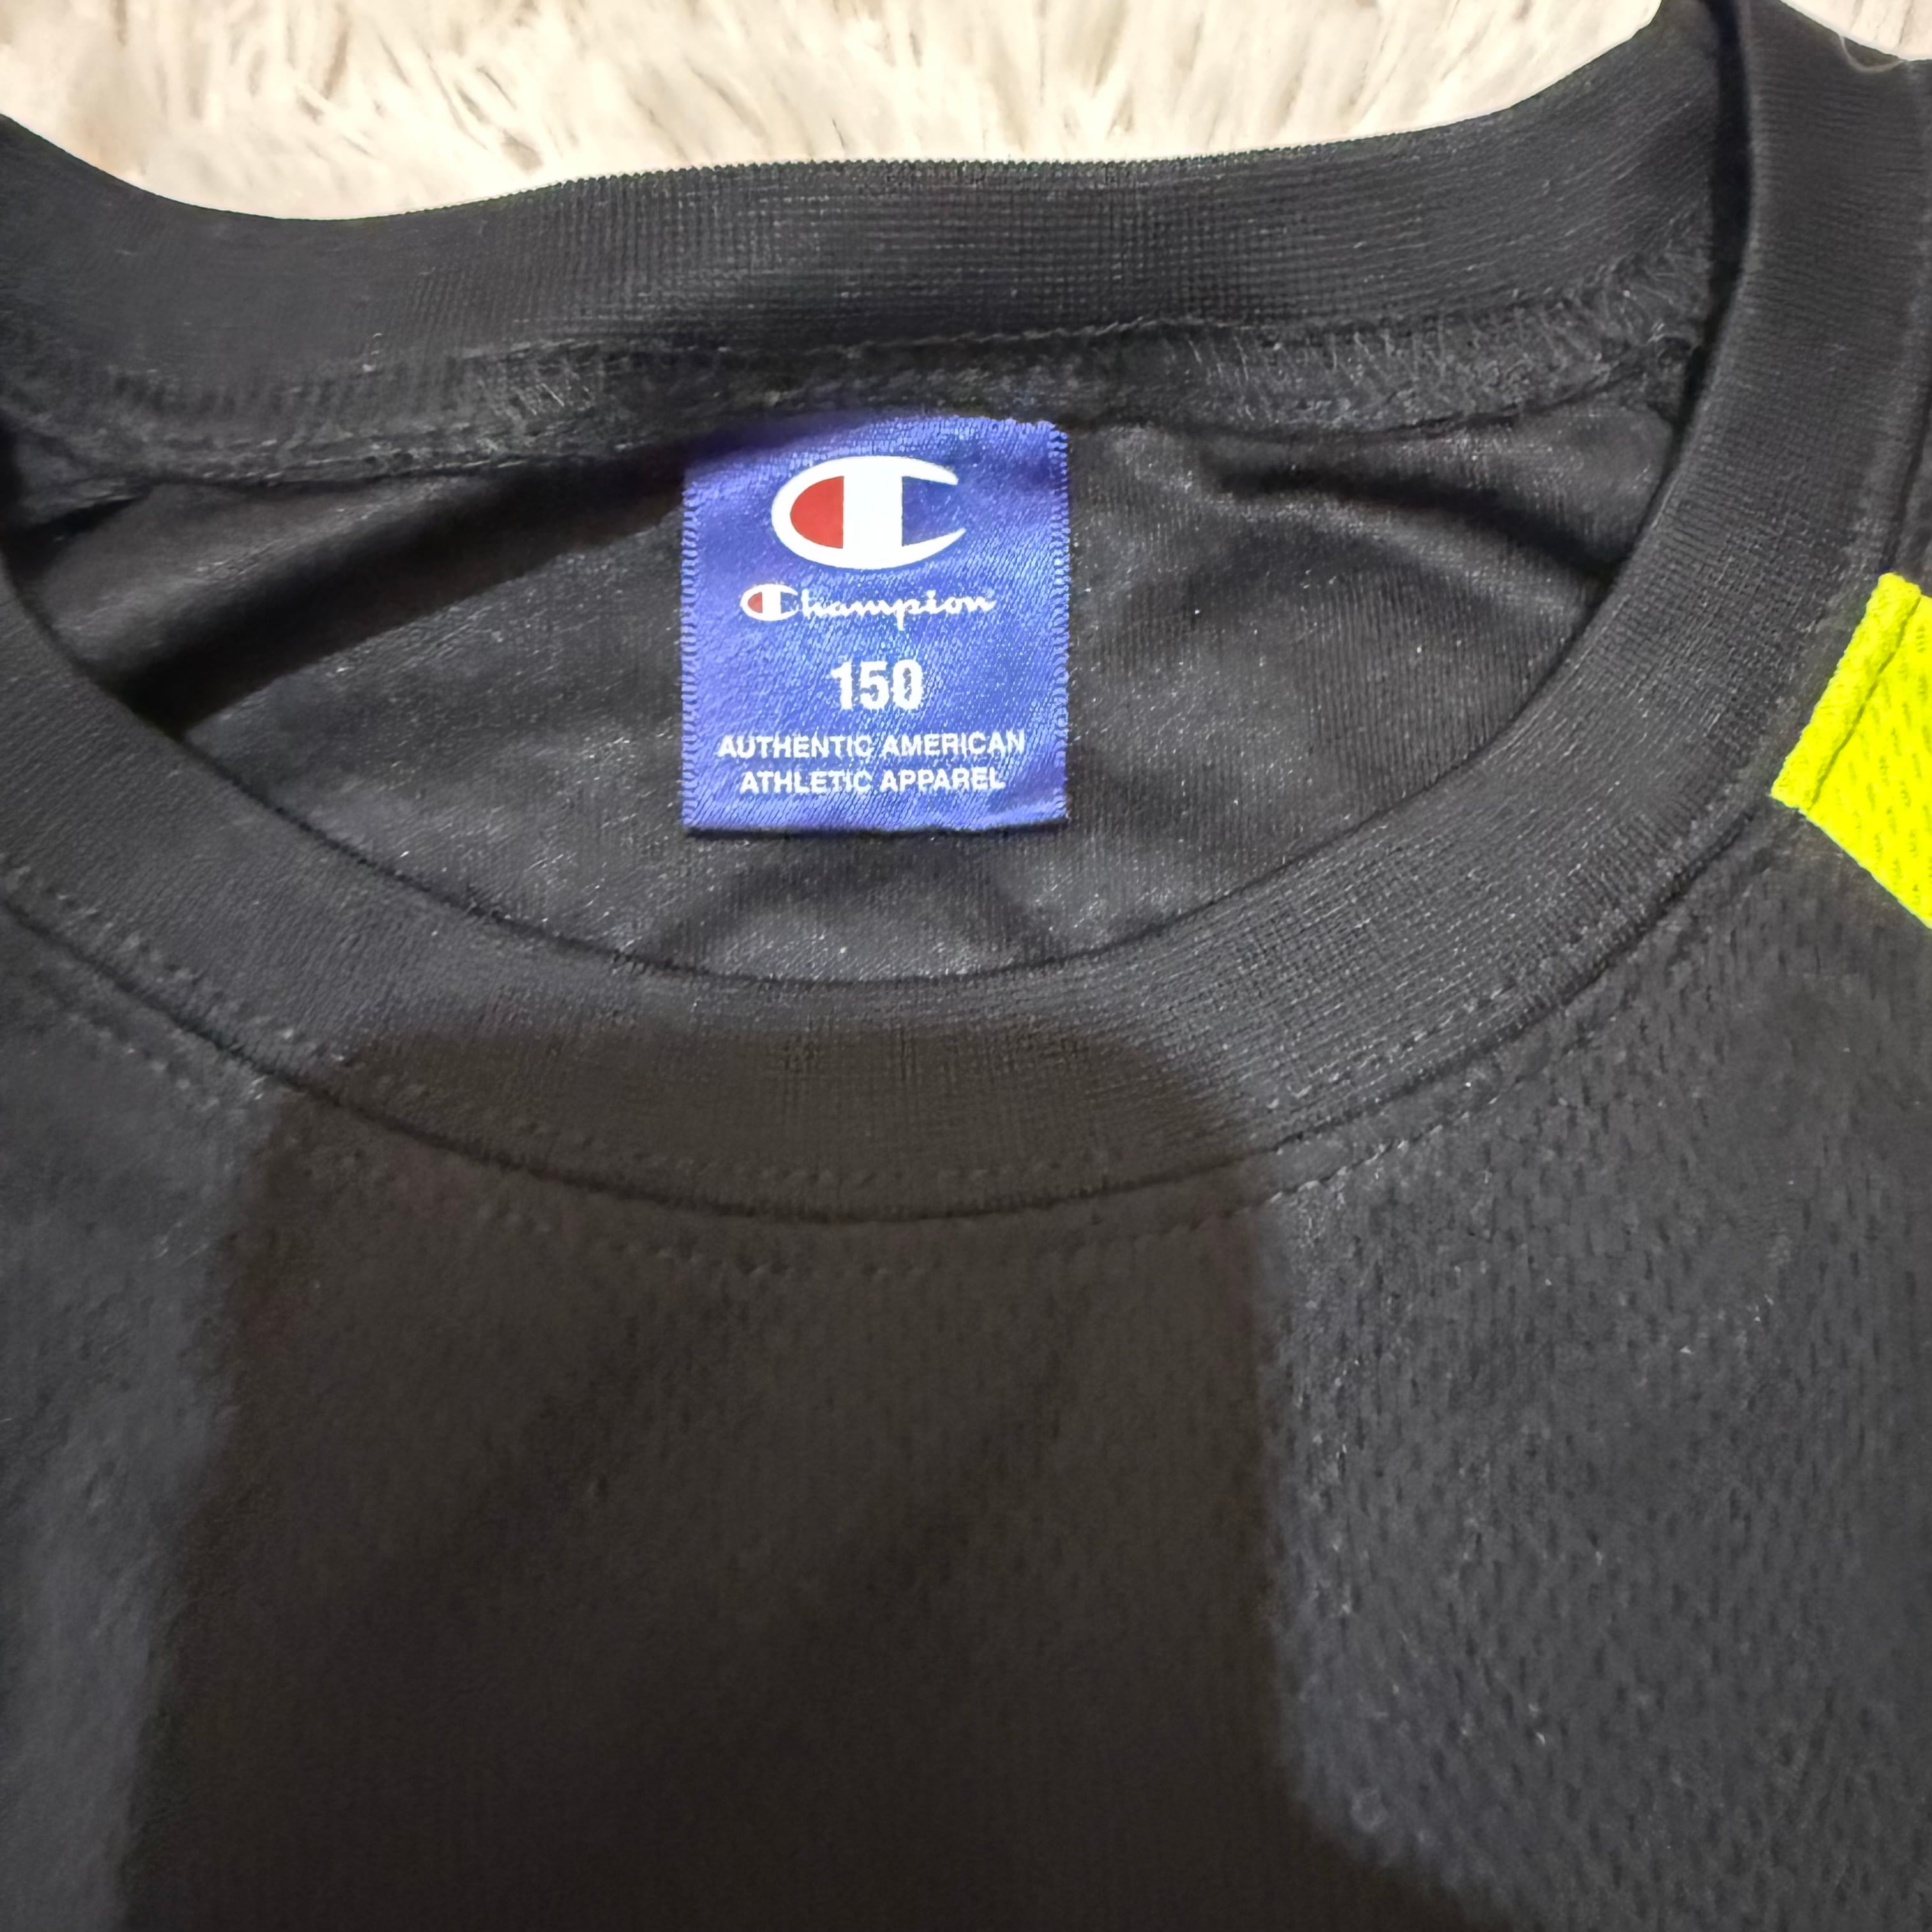 Champion
150
AUTHENTIC AMERICAN
ATHLETIC APPAREL